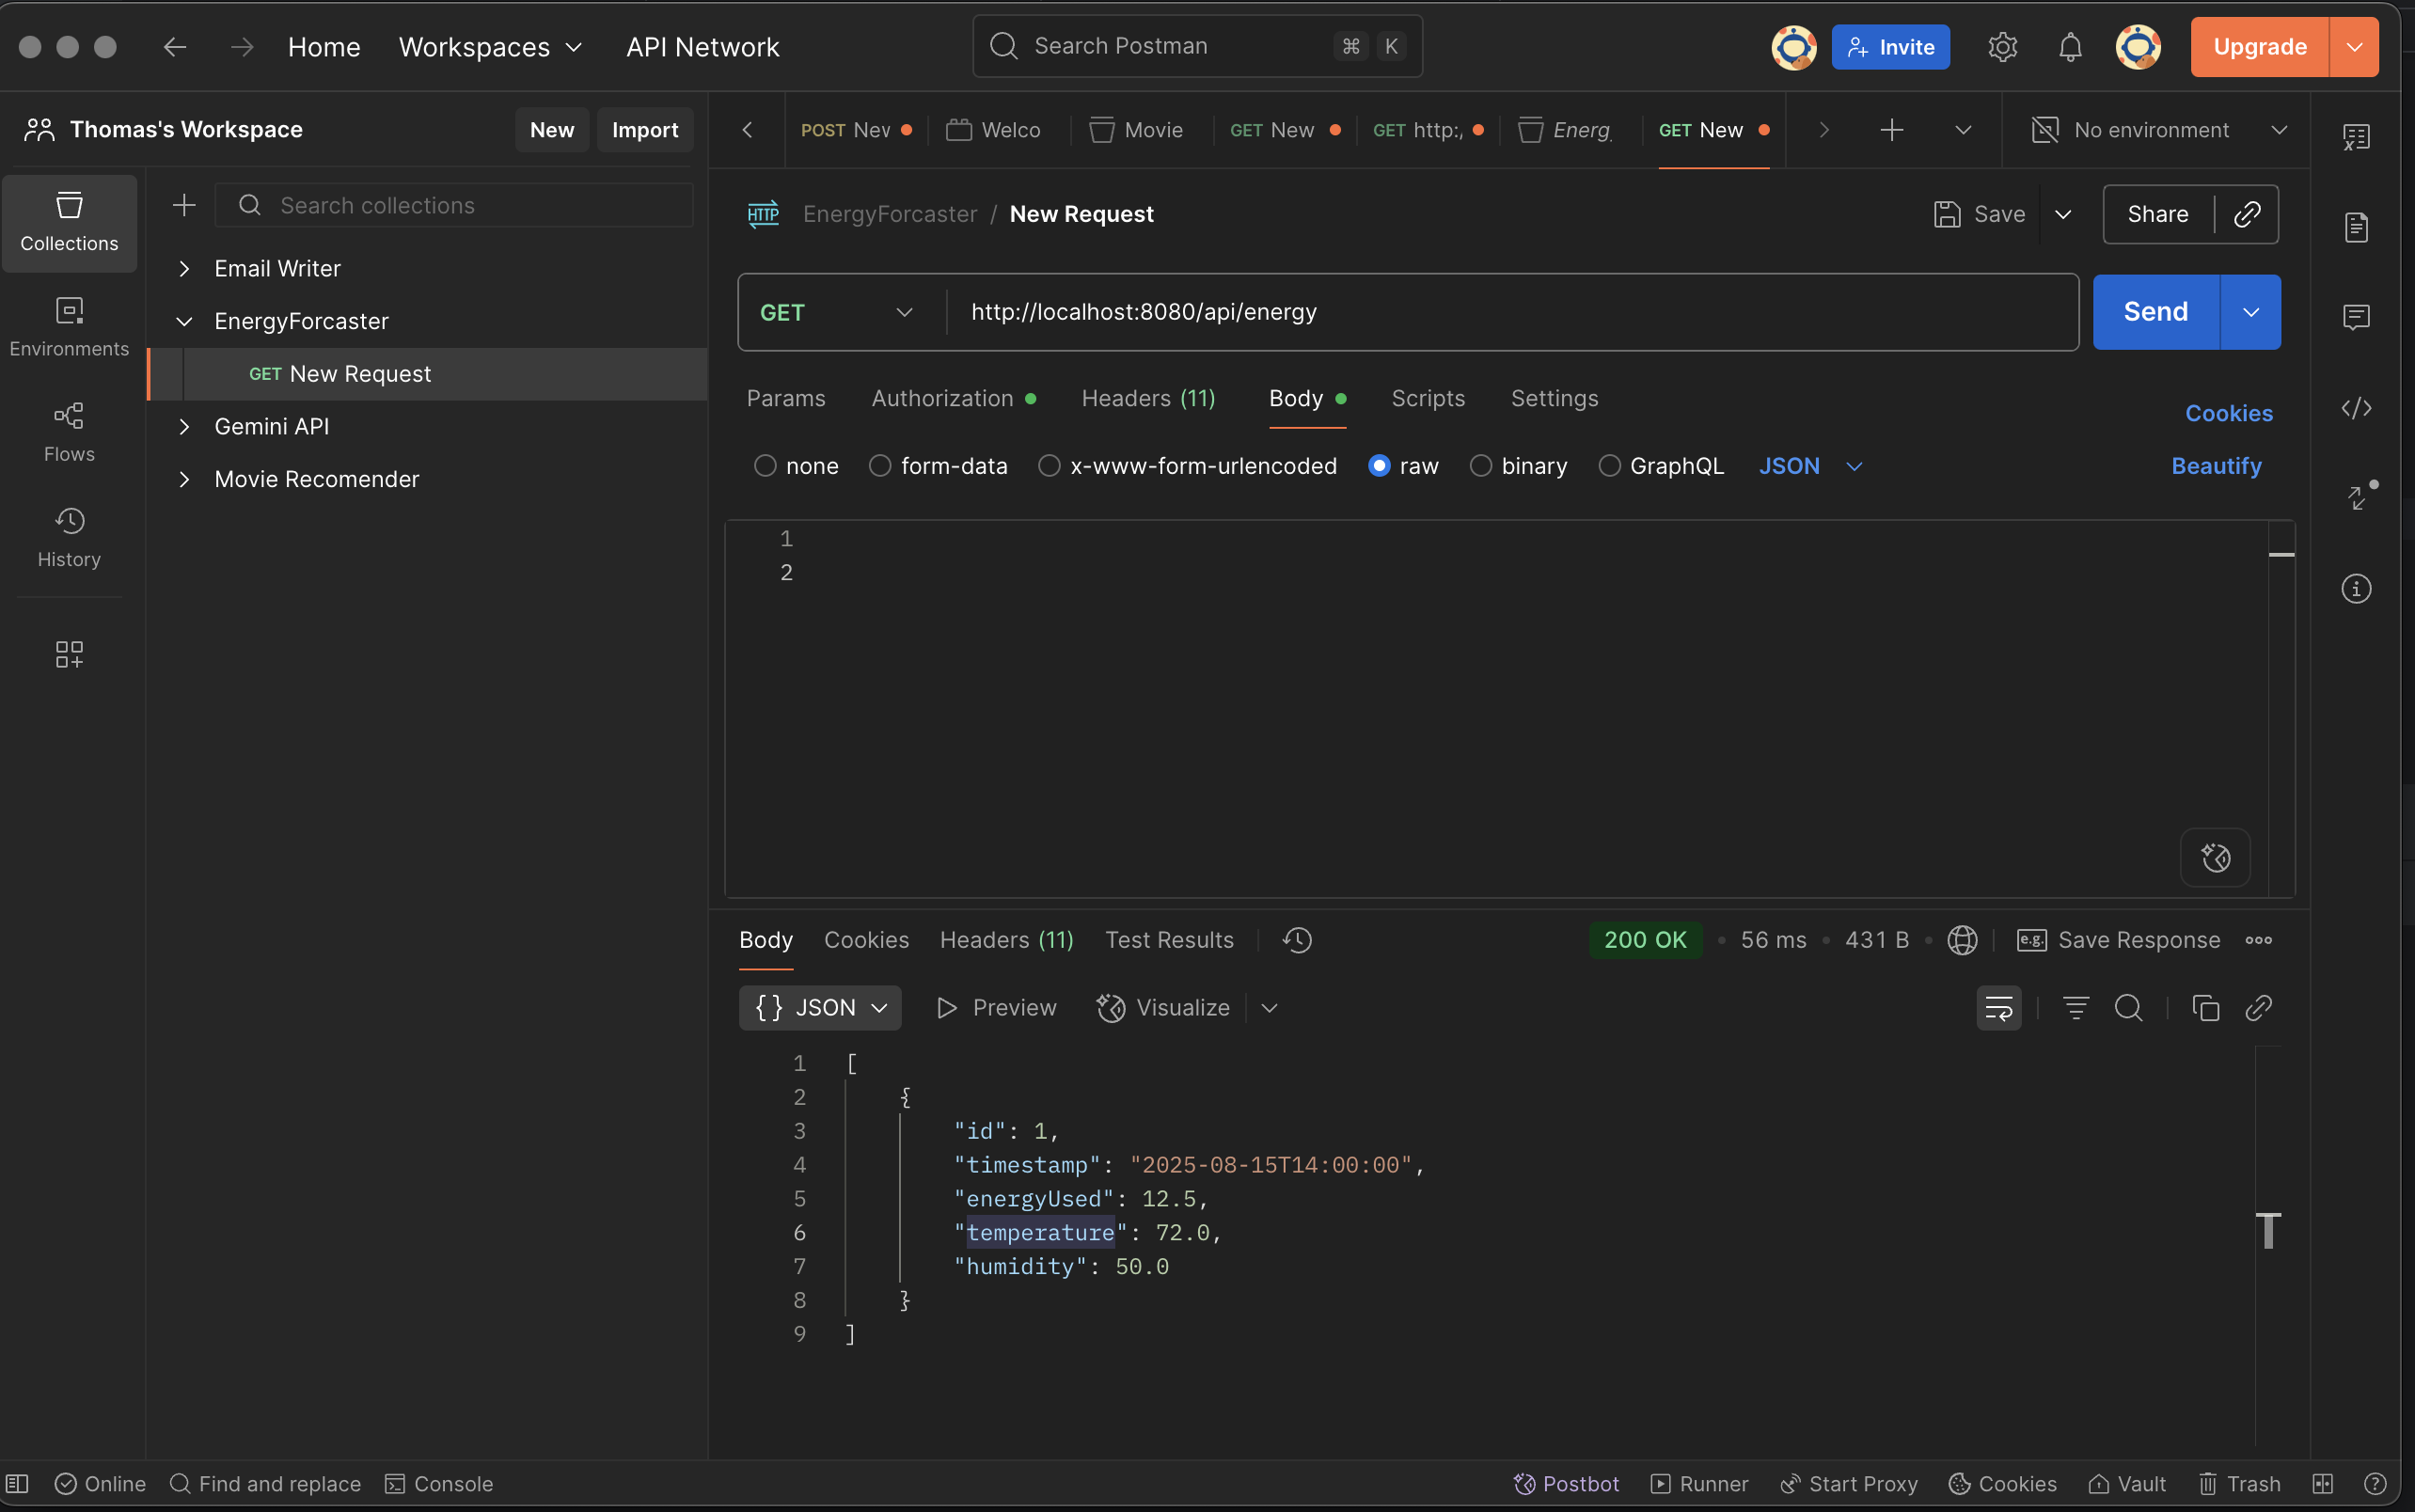 Home Workspaces API Network
Search Postman ⌘ K
Invite
Upgrade
Thomas's Workspace New Import
POST Nev Welco Movie GET New GET http:, Energ. GET New No environment
Collections
Environments
Flows
History
Search collections
Email Writer
EnergyForcaster
GET New Request
Gemini API
Movie Recomender
HTTP EnergyForcaster / New Request Save Share
GET http://localhost:8080/api/energy Send
Params Authorization Headers (11) Body Scripts Settings Cookies
none form-data x-www-form-urlencoded raw binary GraphQL JSON Beautify
1
2
Body Cookies Headers (11) Test Results 200 OK • 56 ms • 431 B • e.g. Save Response
{} JSON Preview Visualize
1 [
2 {
3 "id": 1,
4 "timestamp": "2025-08-15T14:00:00",
5 "energyUsed": 12.5,
6 "temperature": 72.0,
7 "humidity": 50.0
8 }
9 ]
Online Find and replace Console Postbot Runner Start Proxy Cookies Vault Trash